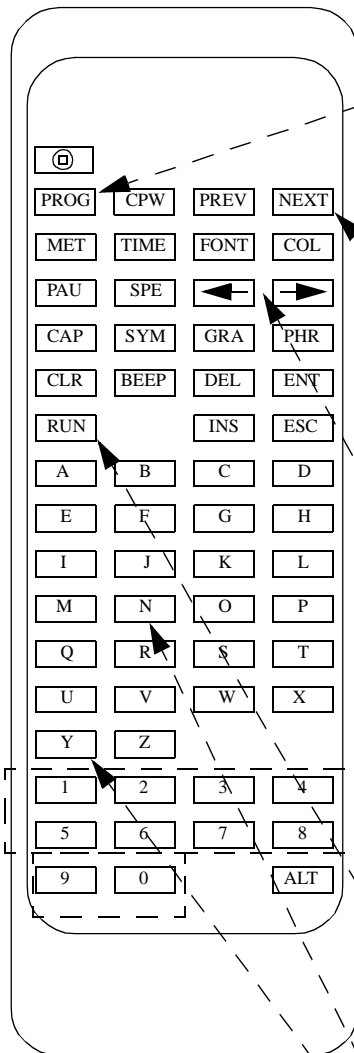 PROG CPW PREV NEXT
MET TIME FONT COL
PAU SPE
CAP SYM GRA PHR
CLR BEEP DEL ENT
RUN INS ESC
A B C D
E F G H
I J K L
M N O P
Q R S T
U V W X
Y Z
1 2 3 4
5 6 7 8
9 0 ALT